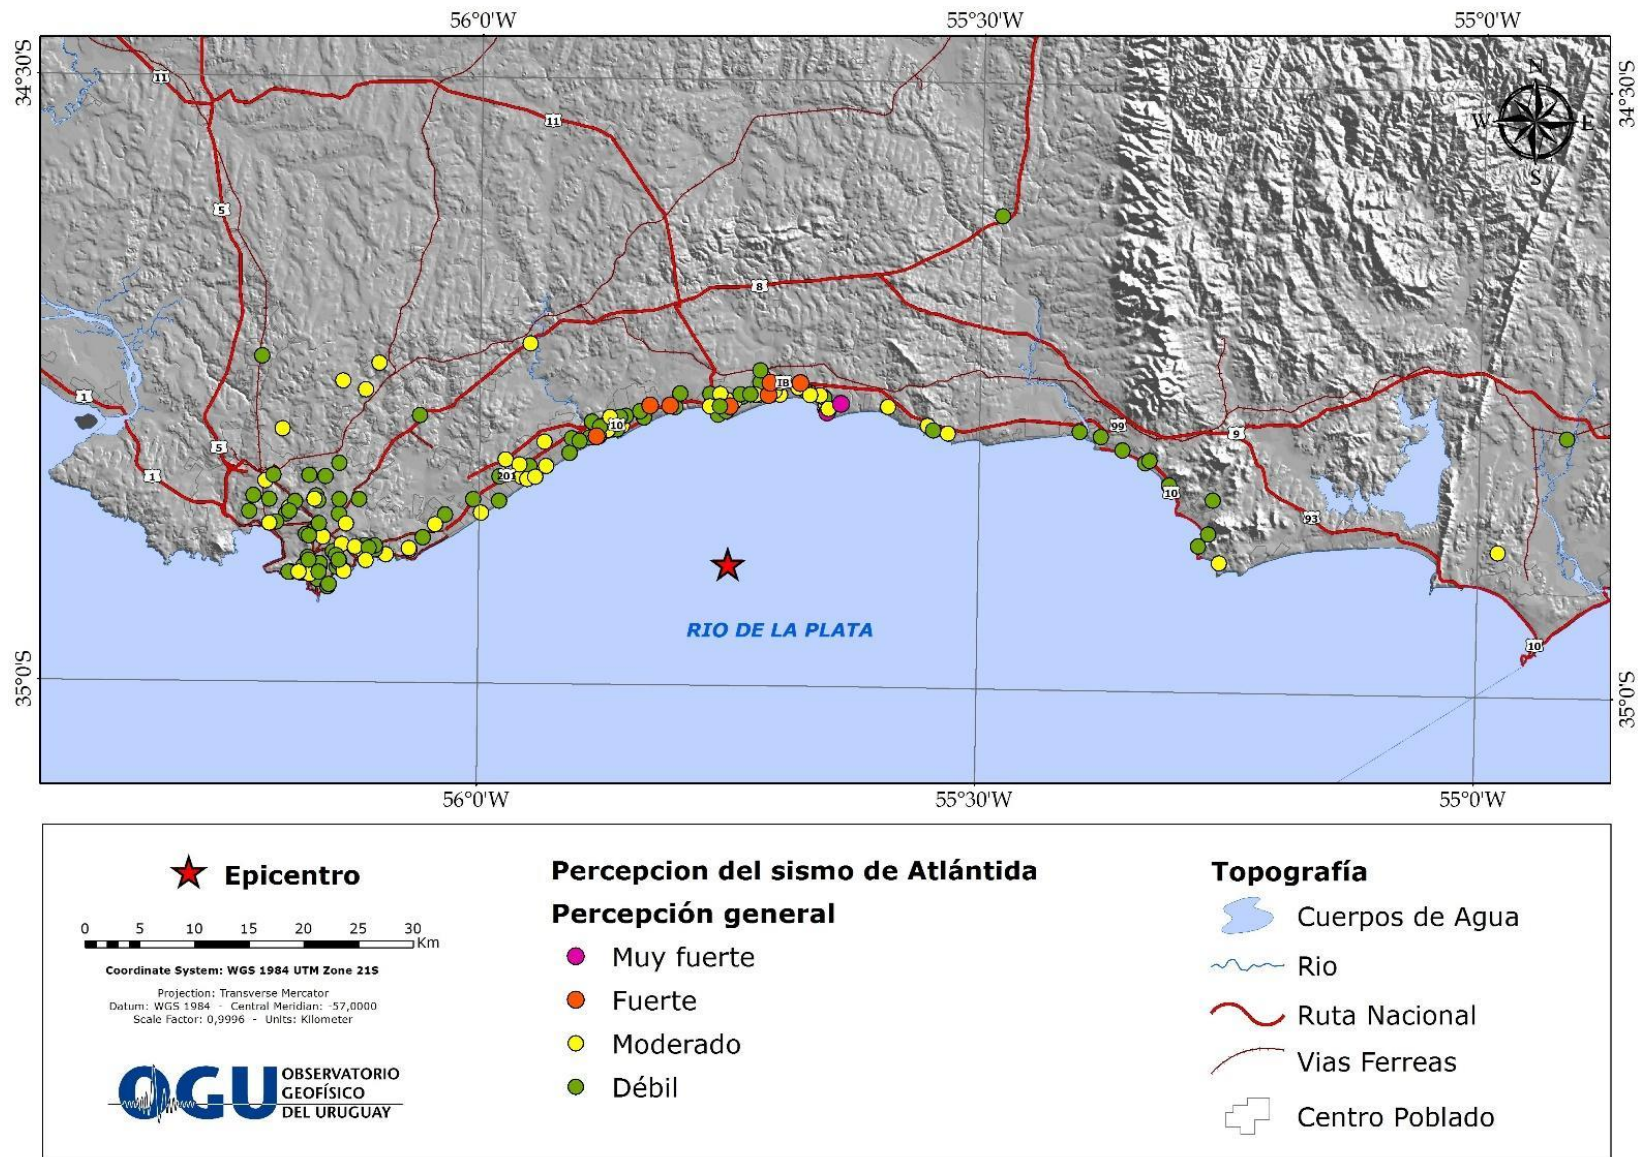 56°0'W
55°30'W
55°0'W
34°30'S
34°30'S
N
W
E
S
11
11
5
8
1
5
1
IB
10
201
99
9
10
93
10
RIO DE LA PLATA
35°0'S
35°0'S
56°0'W
55°30'W
55°0'W
Epicentro
0 5 10 15 20 25 30
Km
Coordinate System: WGS 1984 UTM Zone 21S
Projection: Transverse Mercator
Datum: WGS 1984 - Central Meridian: -57,0000
Scale Factor: 0,9996 - Units: Kilometer
OGU
OBSERVATORIO
GEOFÍSICO
DEL URUGUAY
Percepcion del sismo de Atlántida
Percepción general
Muy fuerte
Fuerte
Moderado
Débil
Topografía
Cuerpos de Agua
Rio
Ruta Nacional
Vias Ferreas
Centro Poblado